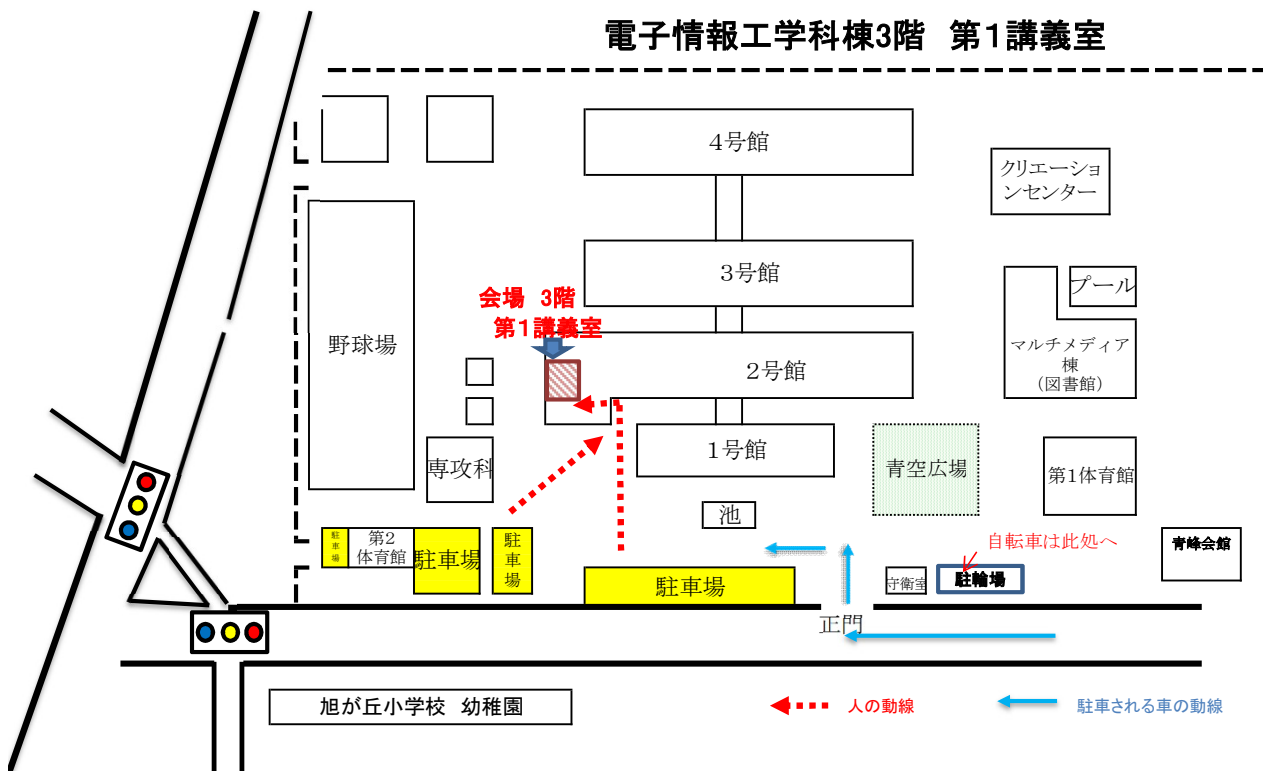 電子情報工学科棟3階 第1講義室
4号館
クリエーショ
ンセンター
3号館
プール
会場 3階
第1講義室
野球場
2号館
マルチメディア
棟
(図書館)
専攻科
1号館
青空広場
第1体育館
池
駐車場
第2
体育館
駐車場
駐車場
自転車は此処へ
青峰会館
駐車場
守衛室
駐輪場
正門
旭が丘小学校 幼稚園
人の動線
駐車される車の動線